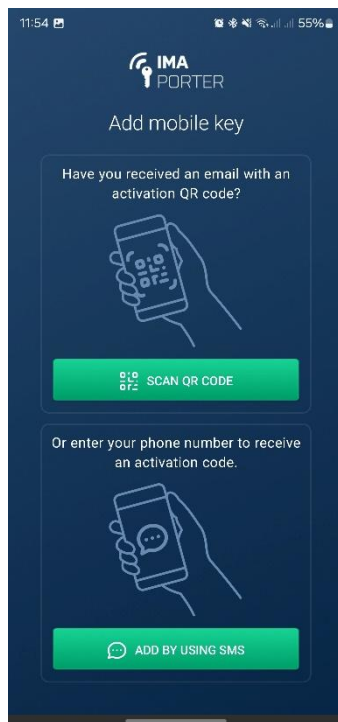 11:54 55%
IMA
PORTER
Add mobile key
Have you received an email with an
activation QR code?
SCAN QR CODE
Or enter your phone number to receive
an activation code.
ADD BY USING SMS